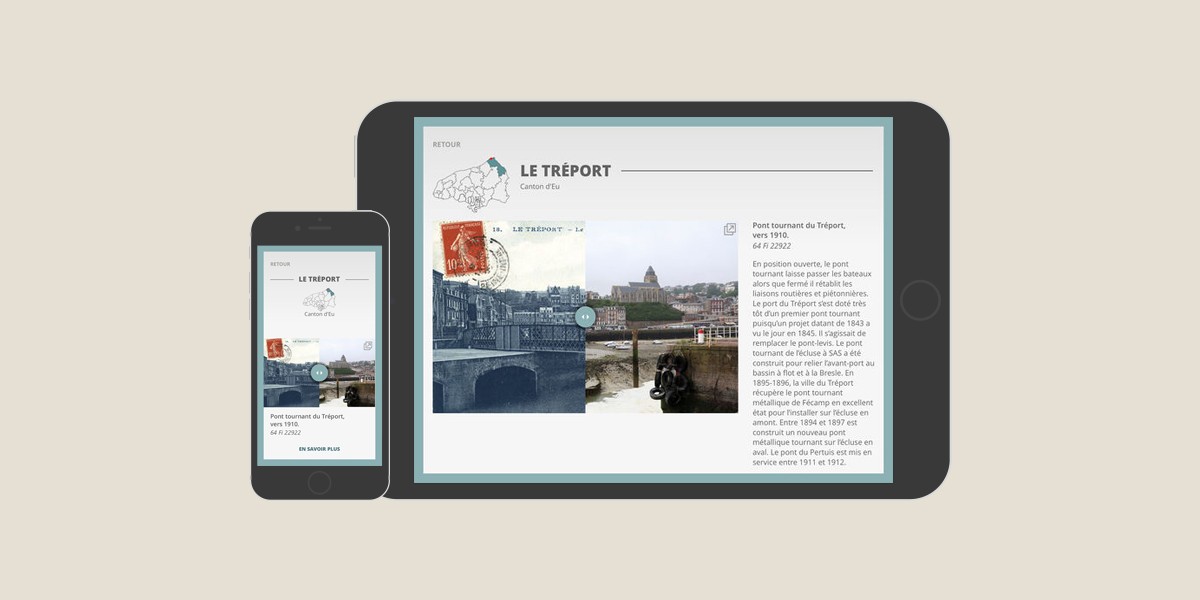 RETOUR
LE TRÉPORT
Canton d'Eu
18. LE TRÉPORT – Le
10
Pont tournant du Tréport,
vers 1910.
64 Fi 22922
En position ouverte, le pont
tournant laisse passer les bateaux
alors que fermé il rétablit les
liaisons routières et piétonnières.
Le port du Tréport s'est doté très
tôt d'un premier pont tournant
puisqu'un projet datant de 1843 a
vu le jour en 1845. Il s'agissait de
remplacer le pont-levis. Le pont
tournant de l'écluse à SAS a été
construit pour relier l'avant-port au
bassin à flot et à la Bresle. En
1895-1896, la ville du Tréport
récupère le pont tournant
métallique de Fécamp en excellent
état pour l'installer sur l'écluse en
amont. Entre 1894 et 1897 est
construit un nouveau pont
métallique tournant sur l'écluse en
aval. Le pont du Pertuis est mis en
service entre 1911 et 1912.
RETOUR
LE TRÉPORT
Canton d'Eu
Pont tournant du Tréport,
vers 1910.
64 Fi 22922
EN SAVOIR PLUS